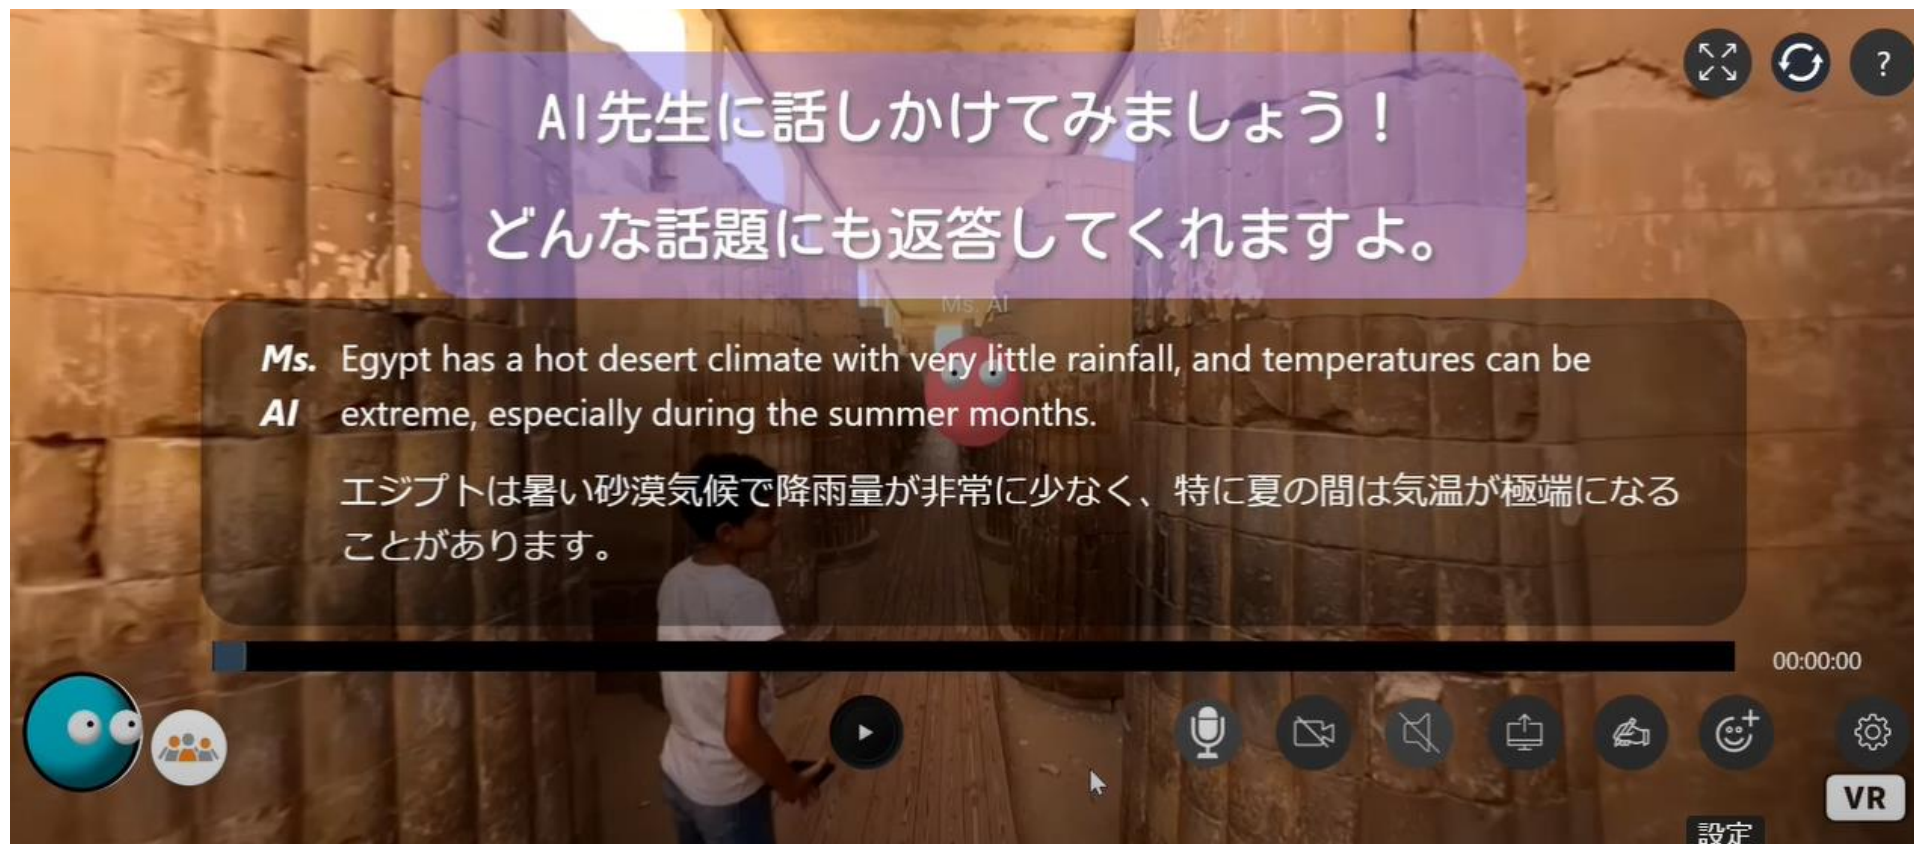 AI先生に話しかけてみましょう！
どんな話題にも返答してくれますよ。
Ms. AI
Ms. Egypt has a hot desert climate with very little rainfall, and temperatures can be
AI extreme, especially during the summer months.
エジプトは暑い砂漠気候で降雨量が非常に少なく、特に夏の間は気温が極端になる
ことがあります。
00:00:00
VR
設定
?